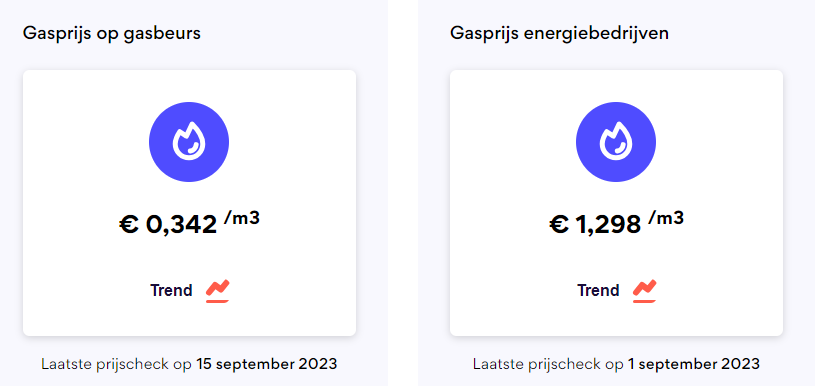 Gasprijs op gasbeurs
€ 0,342 /m3
Trend
Laatste prijscheck op 15 september 2023
Gasprijs energiebedrijven
€ 1,298 /m3
Trend
Laatste prijscheck op 1 september 2023